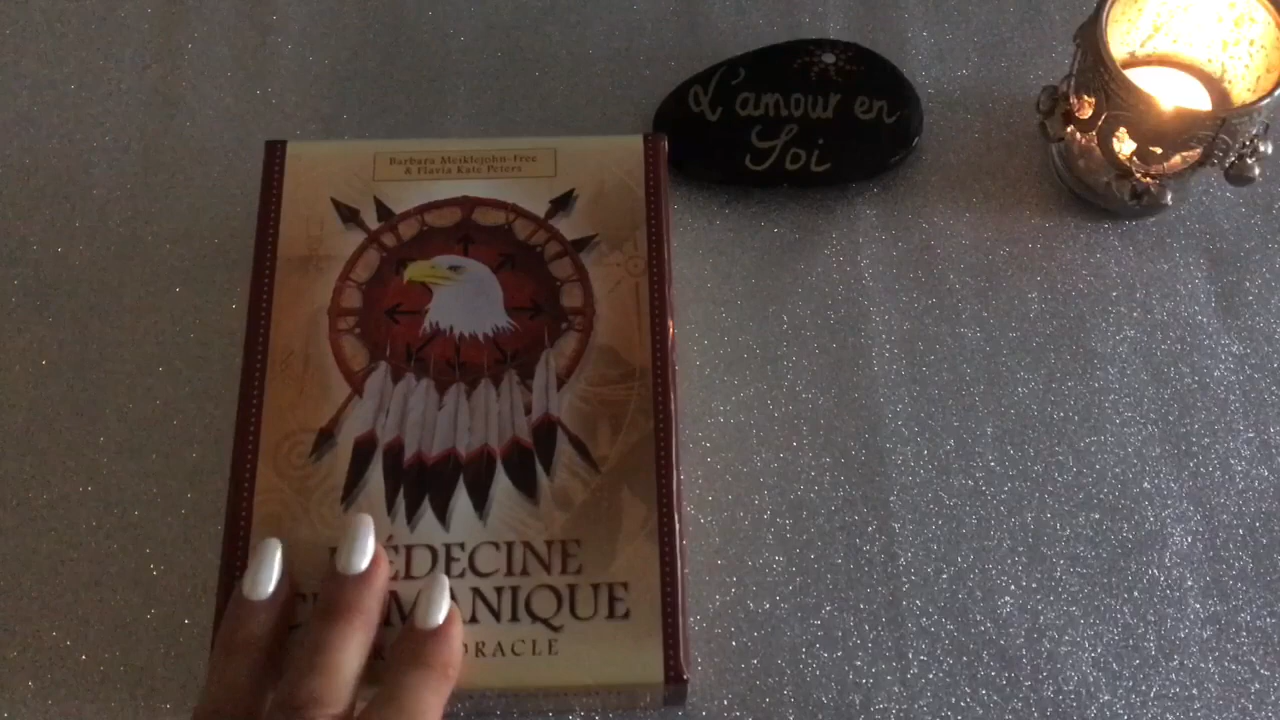 Barbara Meiklejohn-Free
& Flavia Kate Peters
MÉDECINE
CHAMANIQUE
ORACLE
L'amour en
Soi